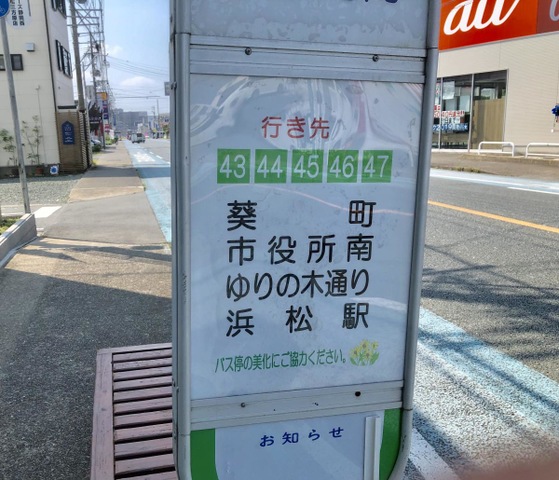 au
行き先
43 44 45 46 47
葵町
市役所南
ゆりの木通り
浜松駅
バス停の美化にご協力ください。
お知らせ